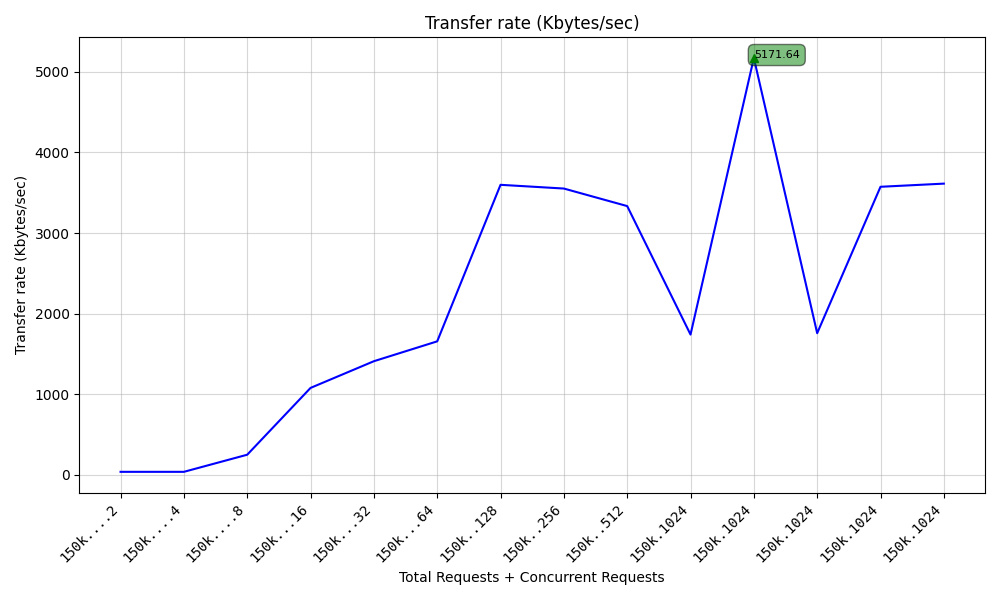 Transfer rate (Kbytes/sec)
5171.64
Transfer rate (Kbytes/sec)
5000
4000
3000
2000
1000
0
150k....2
150k....4
150k....8
150k...16
150k...32
150k...64
150k..128
150k..256
150k..512
150k.1024
150k.1024
150k.1024
150k.1024
150k.1024
Total Requests + Concurrent Requests